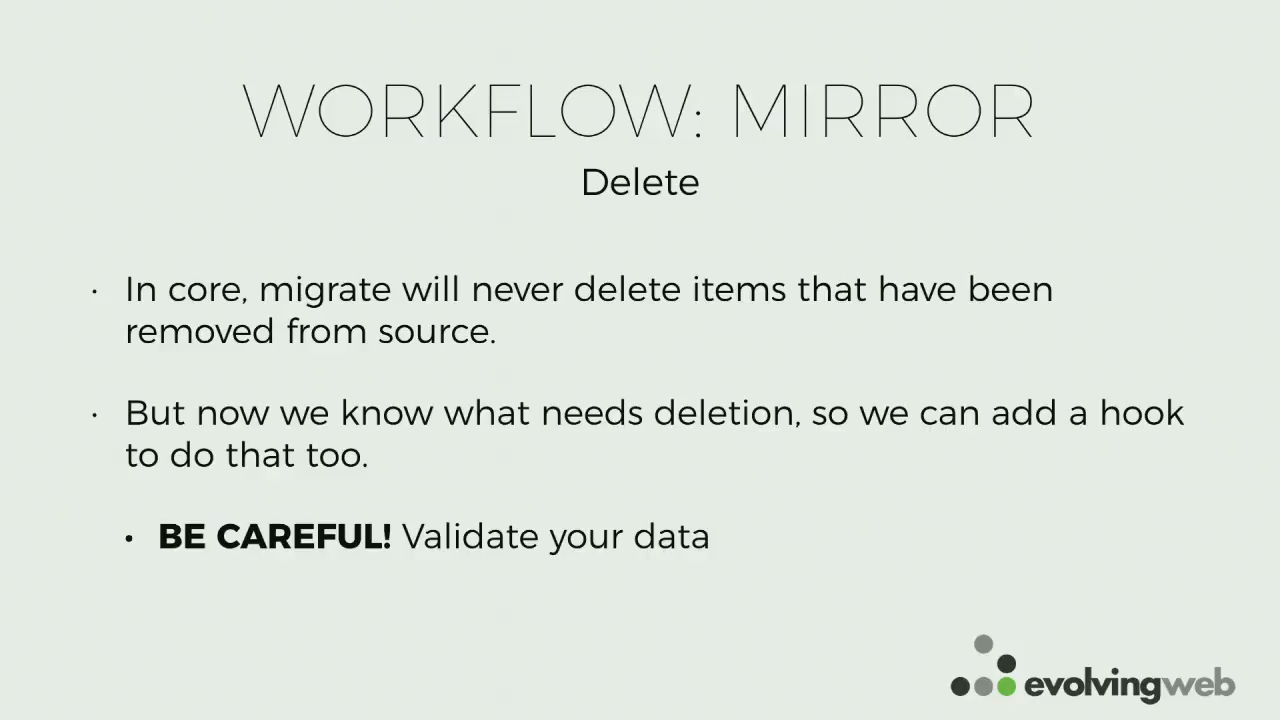 WORKFLOW: MIRROR
Delete
· In core, migrate will never delete items that have been
removed from source.
· But now we know what needs deletion, so we can add a hook
to do that too.
• BE CAREFUL! Validate your data
evolvingweb